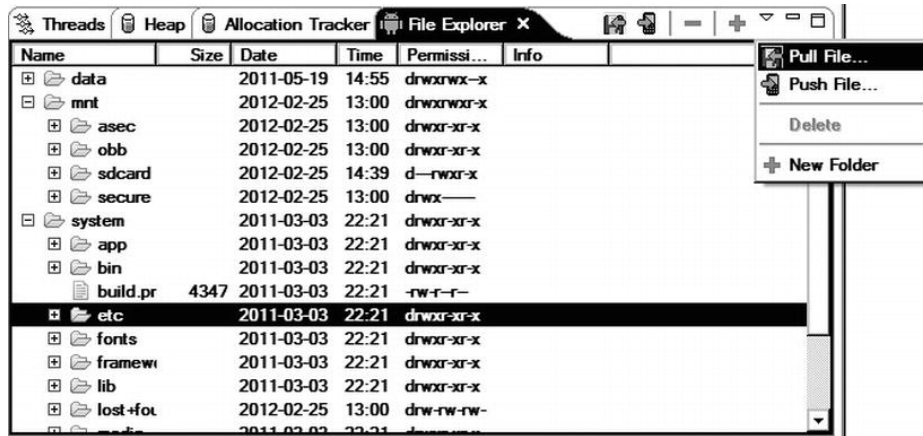 Threads Heap Allocation Tracker File Explorer
Name Size Date Time Permissi... Info
Pull File...
data 2011-05-19 14:55 drwxrwx--x
Push File...
mnt 2012-02-25 13:00 drwxrwxr-x
asec 2012-02-25 13:00 drwxr-xr-x
Delete
obb 2012-02-25 13:00 drwxr-xr-x
New Folder
sdcard 2012-02-25 14:39 d---rwxr-x
secure 2012-02-25 13:00 drwx------
system 2011-03-03 22:21 drwxr-xr-x
app 2011-03-03 22:21 drwxr-xr-x
bin 2011-03-03 22:21 drwxr-xr-x
build.pr 4347 2011-03-03 22:21 -rw-r--r--
etc 2011-03-03 22:21 drwxr-xr-x
fonts 2011-03-03 22:21 drwxr-xr-x
framew 2011-03-03 22:21 drwxr-xr-x
lib 2011-03-03 22:21 drwxr-xr-x
lost+fou 2012-02-25 13:00 drw-rw-rw-